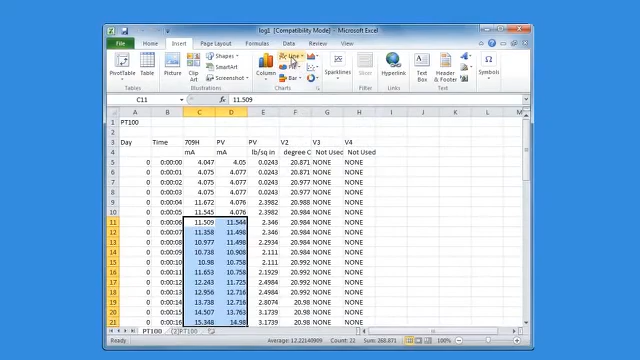 log1 [Compatibility Mode] - Microsoft Excel
File Home Insert Page Layout Formulas Data Review View
PivotTable Tables Picture Clip Art Shapes SmartArt Screenshot Illustrations Column Line Pie Bar Charts Sparklines Slicer Filter Hyperlink Links Text Box Header & Footer Text Symbols
C11 fx 11.509
A B C D E F G H I J K
1 PT100
2
3 Day Time 709H PV PV V2 V3 V4
4 mA mA lb/sq in degree C Not Used Not Used
5 0 0:00:00 4.047 4.05 0.0243 20.871 NONE NONE
6 0 0:00:01 4.075 4.077 0.0243 20.984 NONE NONE
7 0 0:00:02 4.075 4.077 0.0243 20.992 NONE NONE
8 0 0:00:03 4.075 4.077 0.0243 20.992 NONE NONE
9 0 0:00:04 11.672 4.076 2.3982 20.988 NONE NONE
10 0 0:00:05 11.545 4.076 2.3982 20.984 NONE NONE
11 0 0:00:06 11.509 11.544 2.346 20.984 NONE NONE
12 0 0:00:07 11.358 11.498 2.346 20.984 NONE NONE
13 0 0:00:08 10.977 11.498 2.2934 20.984 NONE NONE
14 0 0:00:09 10.738 10.908 2.111 20.984 NONE NONE
15 0 0:00:10 10.98 10.758 2.111 20.992 NONE NONE
16 0 0:00:11 11.653 10.758 2.1929 20.992 NONE NONE
17 0 0:00:12 12.243 11.725 2.4984 20.992 NONE NONE
18 0 0:00:13 12.956 12.716 2.4984 20.992 NONE NONE
19 0 0:00:14 13.738 12.716 2.8074 20.98 NONE NONE
20 0 0:00:15 14.507 13.763 3.1739 20.98 NONE NONE
21 0 0:00:16 15.348 14.98 3.1739 20.98 NONE NONE
PT100 (2)PT100
Ready Average: 12.22140909 Count: 22 Sum: 268.871 100%